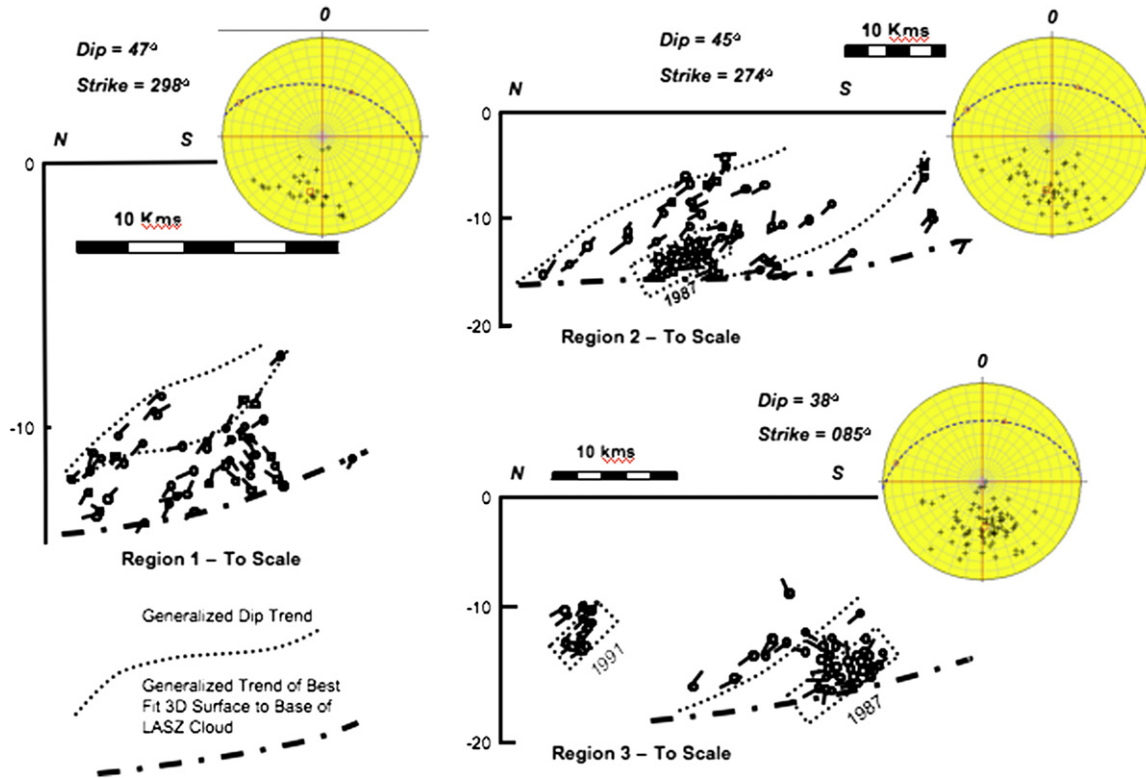 0
Dip = 47°
Strike = 298°
N S
0
10 Kms
-10
Region 1 – To Scale
Generalized Dip Trend
Generalized Trend of Best
Fit 3D Surface to Base of
LASZ Cloud
0
10 Kms
Dip = 45°
Strike = 274°
N S
0
-10
1987
-20
Region 2 – To Scale
0
Dip = 38°
Strike = 085°
10 kms
N S
0
-10
1991
1987
-20
Region 3 – To Scale